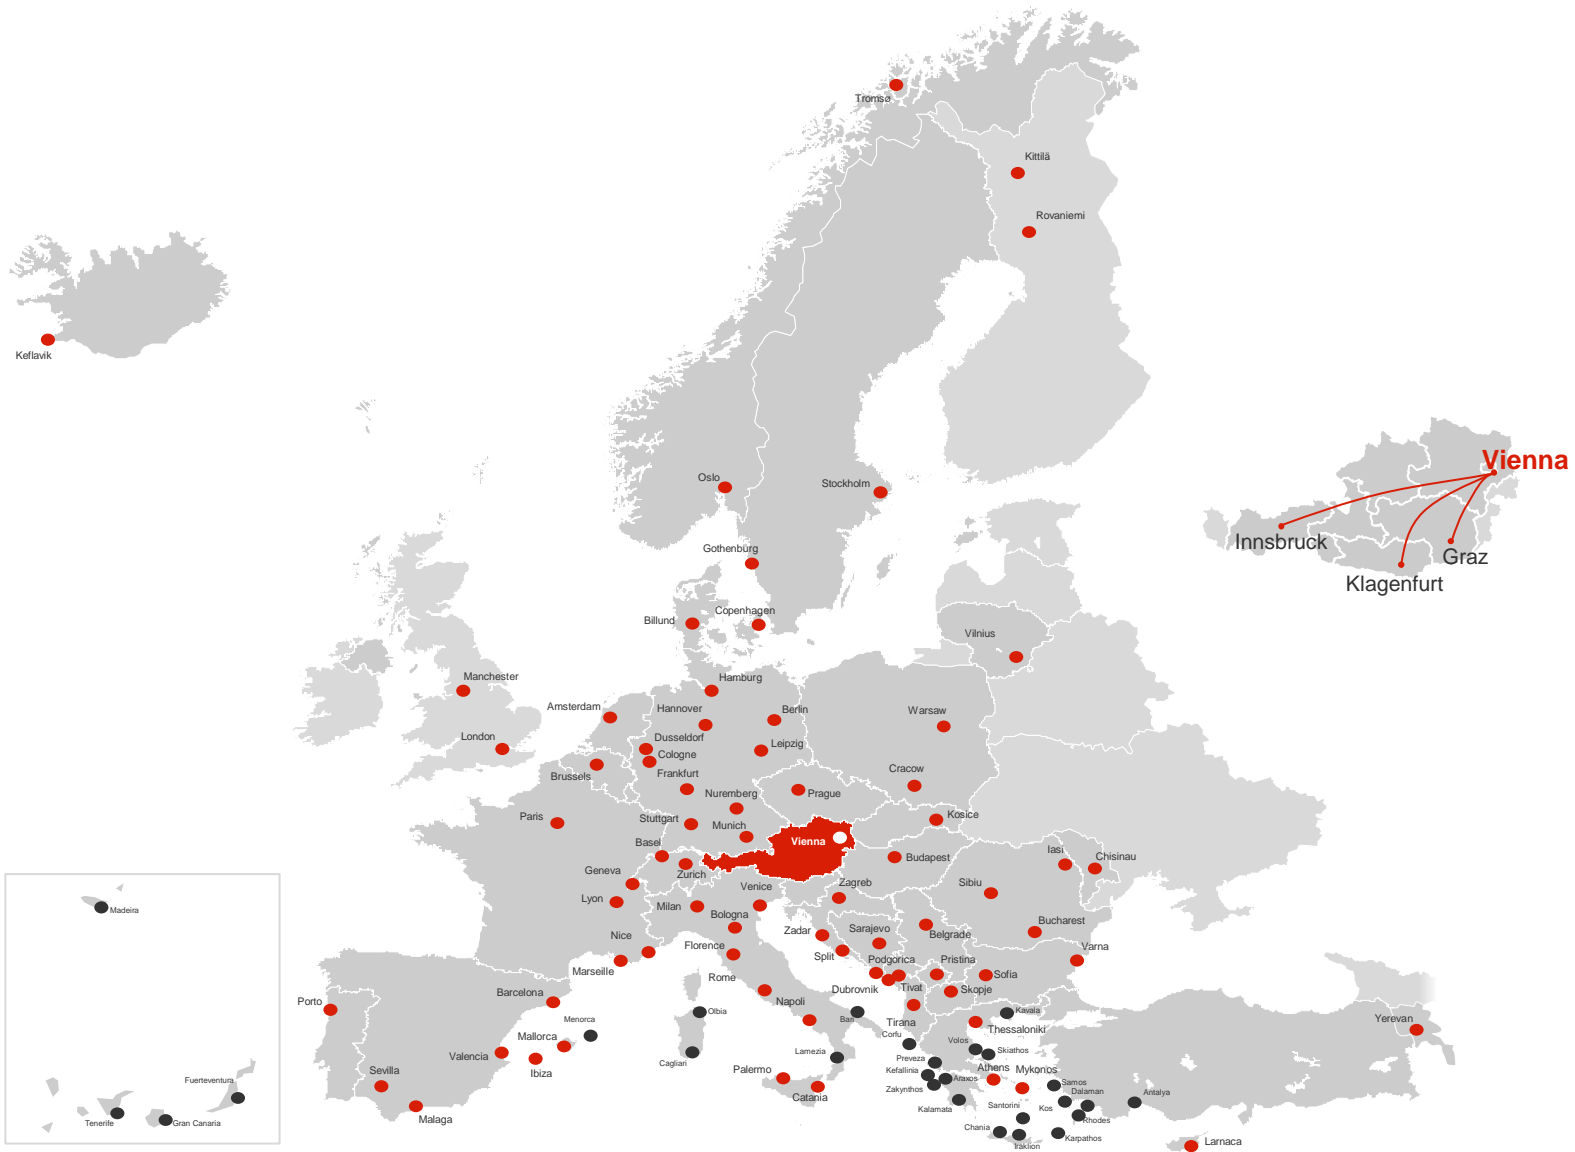 Tromsø
Kittilä
Rovaniemi
Keflavik
Vienna
Oslo
Stockholm
Innsbruck
Gothenburg
Graz
Klagenfurt
Copenhagen
Billund
Vilnius
Manchester
Hamburg
Amsterdam
Hannover
Berlin
Warsaw
London
Dusseldorf
Leipzig
Cologne
Brussels
Frankfurt
Cracow
Nuremberg
Prague
Paris
Stuttgart
Munich
Kosice
Vienna
Basel
Iasi
Chisinau
Budapest
Geneva
Zurich
Venice
Zagreb
Sibiu
Lyon
Milan
Madeira
Bologna
Bucharest
Nice
Florence
Zadar
Sarajevo
Belgrade
Varna
Split
Marseille
Rome
Podgorica
Pristina
Sofia
Dubrovnik
Tivat
Skopje
Barcelona
Porto
Napoli
Menorca
Olbia
Bari
Tirana
Kavala
Thessaloniki
Yerevan
Mallorca
Corfu
Volos
Valencia
Cagliari
Lamezia
Skiathos
Ibiza
Preveza
Sevilla
Palermo
Kefallinia
Araxos
Athens
Mykonos
Fuerteventura
Catania
Zakynthos
Samos
Dalaman
Antalya
Kalamata
Santorini
Kos
Malaga
Tenerife
Gran Canaria
Rhodes
Chania
Iraklion
Karpathos
Larnaca